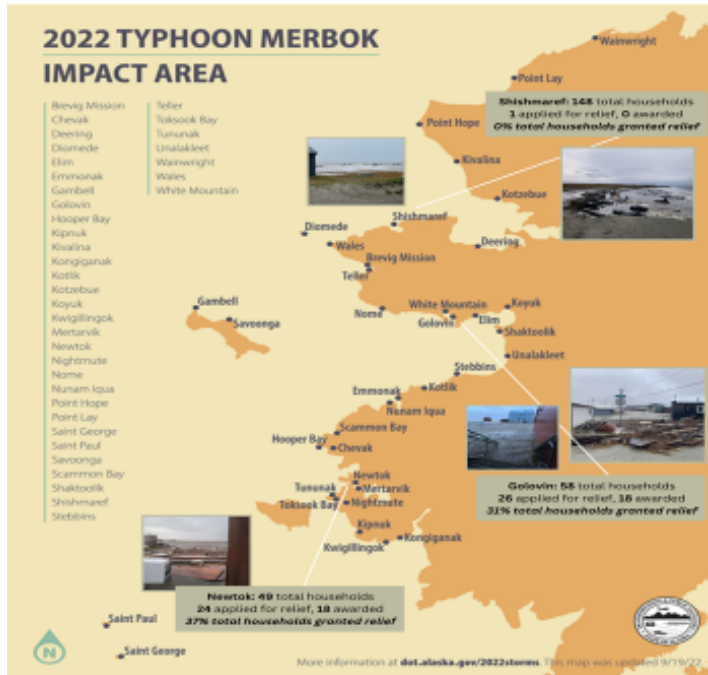 2022 TYPHOON MERBOK
IMPACT AREA
Brevig Mission
Chevak
Deering
Diomede
Elim
Emmonak
Gambell
Golovin
Hooper Bay
Kipnuk
Kivalina
Kongiganak
Kotlik
Kotzebue
Koyuk
Kwigillingok
Mertarvik
Newtok
Nightmute
Nome
Nunam Iqua
Point Hope
Point Lay
Saint George
Saint Paul
Savoonga
Scammon Bay
Shaktoolik
Shishmaref
Stebbins
Teller
Toksook Bay
Tununak
Unalakleet
Wainwright
Wales
White Mountain
Wainwright
Point Lay
Shishmaref: 148 total households
1 applied for relief, 0 awarded
0% total households granted relief
Point Hope
Kivalina
Kotzebue
Shishmaref
Diomede
Wales
Deering
Brevig Mission
Teller
Gambell
Savoonga
Nome
White Mountain
Golovin
Elim
Koyuk
Shaktoolik
Unalakleet
Stebbins
Kotlik
Emmonak
Nunam Iqua
Scammon Bay
Hooper Bay
Chevak
Newtok
Mertarvik
Tununak
Nightmute
Toksook Bay
Kipnuk
Kwigillingok
Kongiganak
Golovin: 58 total households
26 applied for relief, 18 awarded
31% total households granted relief
Newtok: 49 total households
24 applied for relief, 18 awarded
37% total households granted relief
Saint Paul
Saint George
N
More information at dot.alaska.gov/2022storms This map was updated 9/19/22